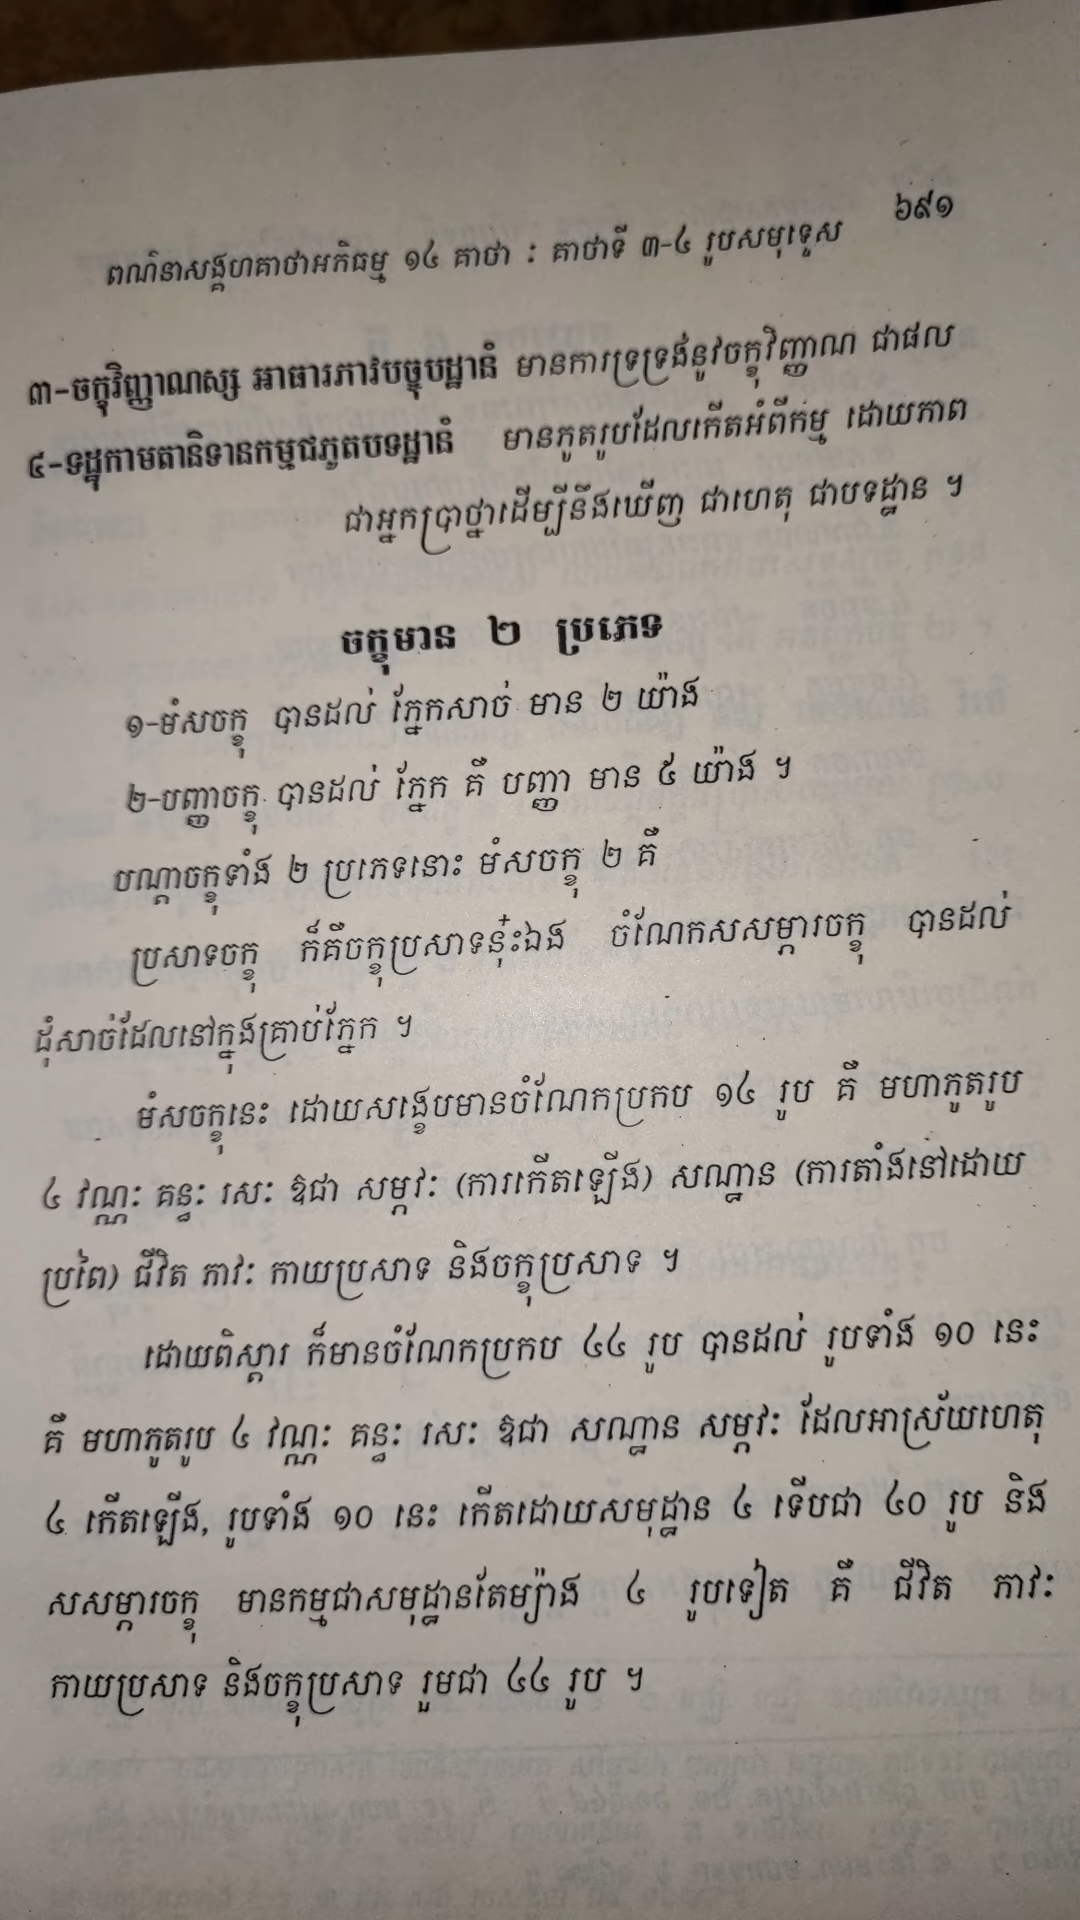 ៦៩១
ពណ៌នាសង្គហគាថាអភិធម្ម ១៤ គាថា : គាថាទី ៣-៤ រូបសមុទ្ទេស
៣-ចក្ខុវិញ្ញាណស្ស អាធារភាវបច្ចុបដ្ឋានំ មានការទ្រទ្រង់នូវចក្ខុវិញ្ញាណ ជាផល
៤-ទដ្ឋុកាមតានិទានកម្មជភូតបទដ្ឋានំ មានភូតរូបដែលកើតអំពីកម្ម ដោយភាព
ជាអ្នកប្រាថ្នាដើម្បីនឹងឃើញ ជាហេតុ ជាបទដ្ឋាន ។
ចក្ខុមាន ២ ប្រភេទ
១-មំសចក្ខុ បានដល់ ភ្នែកសាច់ មាន ២ យ៉ាង
២-បញ្ញាចក្ខុ បានដល់ ភ្នែក គឺ បញ្ញា មាន ៥ យ៉ាង ។
បណ្តាចក្ខុទាំង ២ ប្រភេទនោះ មំសចក្ខុ ២ គឺ
ប្រសាទចក្ខុ ក៏គឺចក្ខុប្រសាទនុ៎ះឯង ចំណែកសសម្ភារចក្ខុ បានដល់
ដុំសាច់ដែលនៅក្នុងគ្រាប់ភ្នែក ។
មំសចក្ខុនេះ ដោយសង្ខេបមានចំណែកប្រកប ១៤ រូប គឺ មហាភូតរូប
៤ វណ្ណៈ គន្ធៈ រសៈ ឱជា សម្ភវៈ (ការកើតឡើង) សណ្ឋាន (ការតាំងនៅដោយ
ប្រពៃ) ជីវិត ភាវៈ កាយប្រសាទ និងចក្ខុប្រសាទ ។
ដោយពិស្តារ ក៏មានចំណែកប្រកប ៤៤ រូប បានដល់ រូបទាំង ១០ នេះ
គឺ មហាភូតរូប ៤ វណ្ណៈ គន្ធៈ រសៈ ឱជា សណ្ឋាន សម្ភវៈ ដែលអាស្រ័យហេតុ
៤ កើតឡើង, រូបទាំង ១០ នេះ កើតដោយសមុដ្ឋាន ៤ ទើបជា ៤០ រូប និង
សសម្ភារចក្ខុ មានកម្មជាសមុដ្ឋានតែម្យ៉ាង ៤ រូបទៀត គឺ ជីវិត ភាវៈ
កាយប្រសាទ និងចក្ខុប្រសាទ រួមជា ៤៤ រូប ។